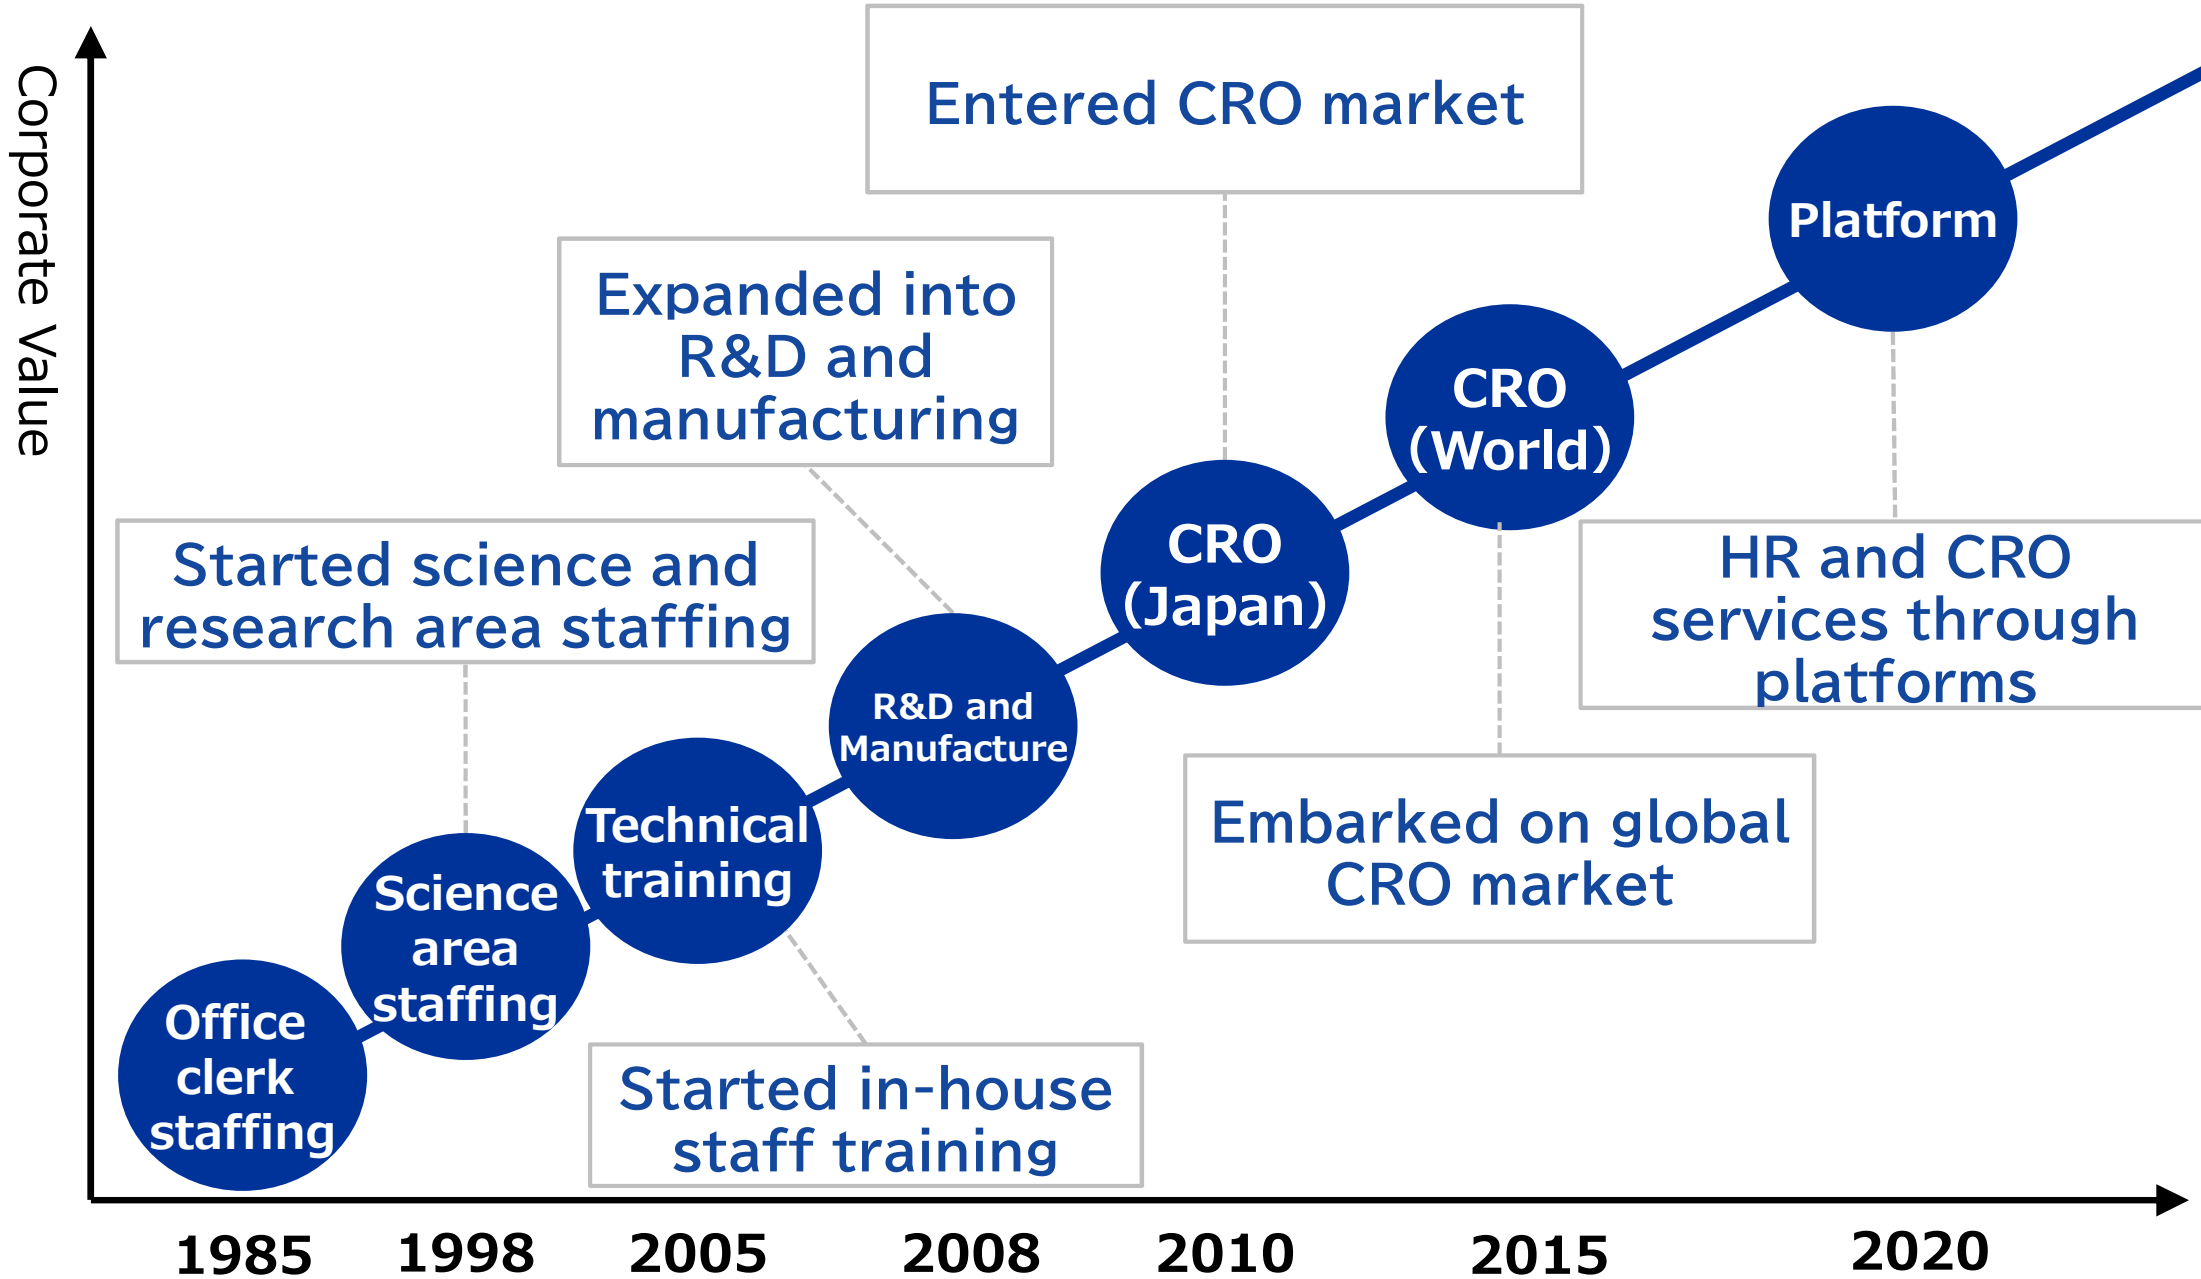 Corporate Value
Entered CRO market
Expanded into
R&D and
manufacturing
Started science and
research area staffing
Platform
CRO
(World)
CRO
(Japan)
HR and CRO
services through
platforms
R&D and
Manufacture
Technical
training
Embarked on global
CRO market
Science
area
staffing
Office
clerk
staffing
Started in-house
staff training
1985
1998
2005
2008
2010
2015
2020